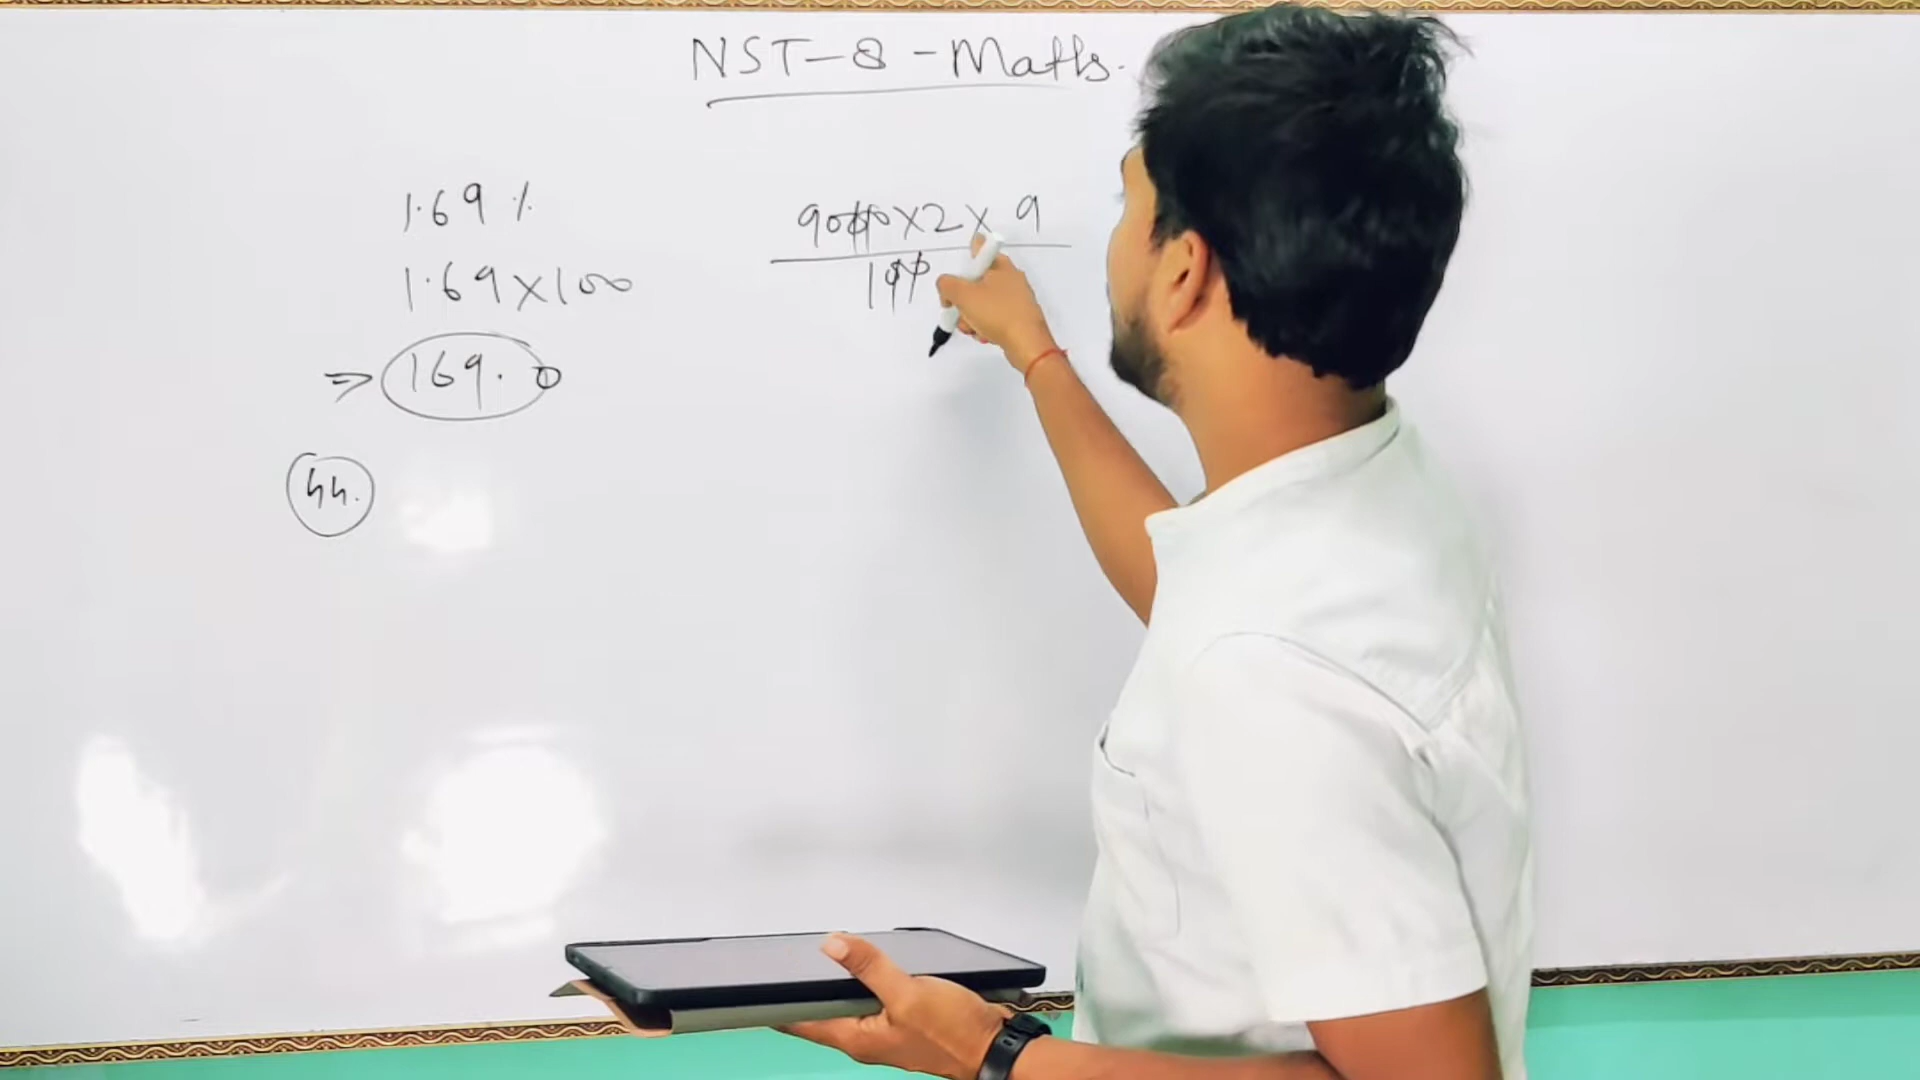 NST-8 - Maths.
1.69 %
1.69 x 100
⇒ 169. 0
44.
9000 x 2 x 9
100